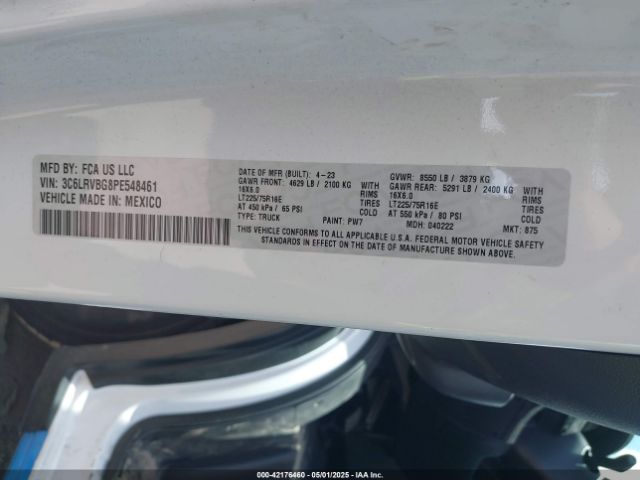 MFD BY: FCA US LLC
VIN: 3C6LRVBG8PE548461
VEHICLE MADE IN: MEXICO
DATE OF MFR (BUILT): 4-23
GAWR FRONT: 4629 LB / 2100 KG
16X6.0 RIMS
LT225/75R16E TIRES
AT 450 kPa / 65 PSI COLD
TYPE: TRUCK PAINT: PW7
GVWR: 8550 LB / 3879 KG
GAWR REAR: 5291 LB / 2400 KG
16X6.0 RIMS
LT225/75R16E TIRES
AT 550 kPa / 80 PSI COLD
MDH: 040222 MKT: 875
THIS VEHICLE CONFORMS TO ALL APPLICABLE U.S.A. FEDERAL MOTOR VEHICLE SAFETY
STANDARDS IN EFFECT ON THE DATE OF MANUFACTURE SHOWN ABOVE.
000-42176460 - 05/01/2025 - IAAI.COM